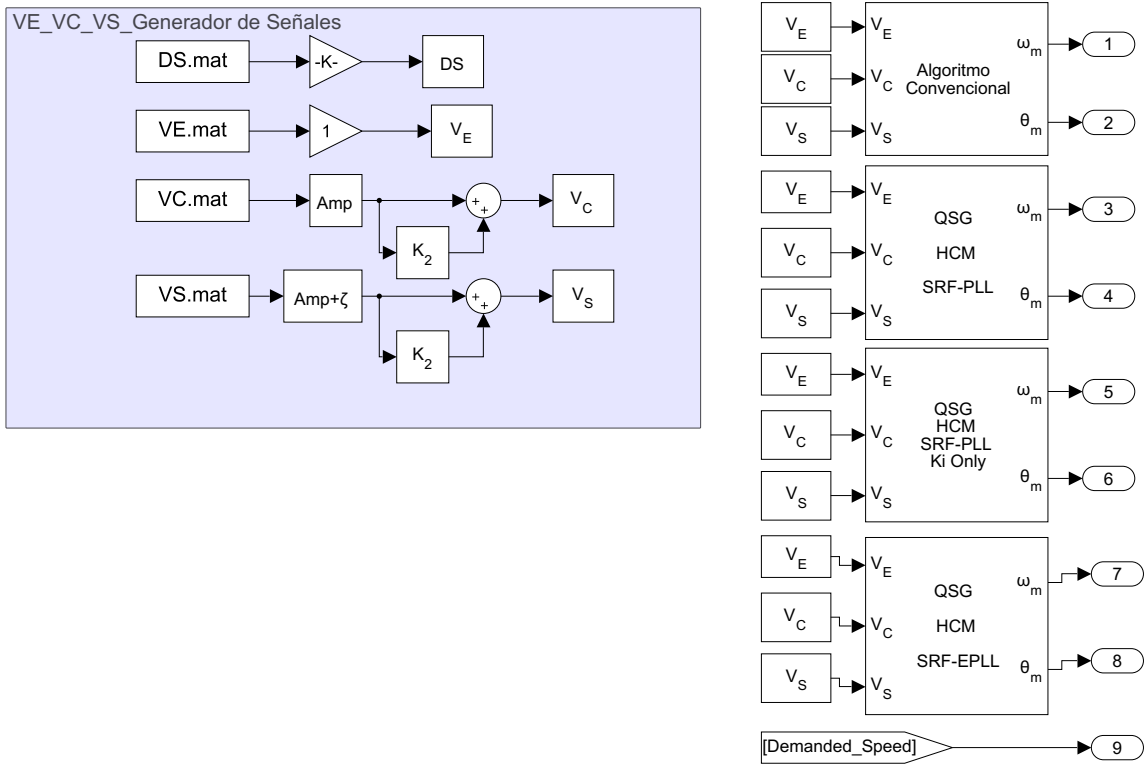 VE_VC_VS_Generador de Señales
DS.mat
-K-
DS
VE.mat
1
V_E
VC.mat
Amp
+
+
V_C
K_2
VS.mat
Amp+ζ
+
+
V_S
K_2
V_E
V_C
V_S
V_E
V_C
V_S
Algoritmo
Convencional
ω_m
θ_m
1
2
V_E
V_C
V_S
V_E
V_C
V_S
QSG
HCM
SRF-PLL
ω_m
θ_m
3
4
V_E
V_C
V_S
V_E
V_C
V_S
QSG
HCM
SRF-PLL
Ki Only
ω_m
θ_m
5
6
V_E
V_C
V_S
V_E
V_C
V_S
QSG
HCM
SRF-EPLL
ω_m
θ_m
7
8
[Demanded_Speed]
9